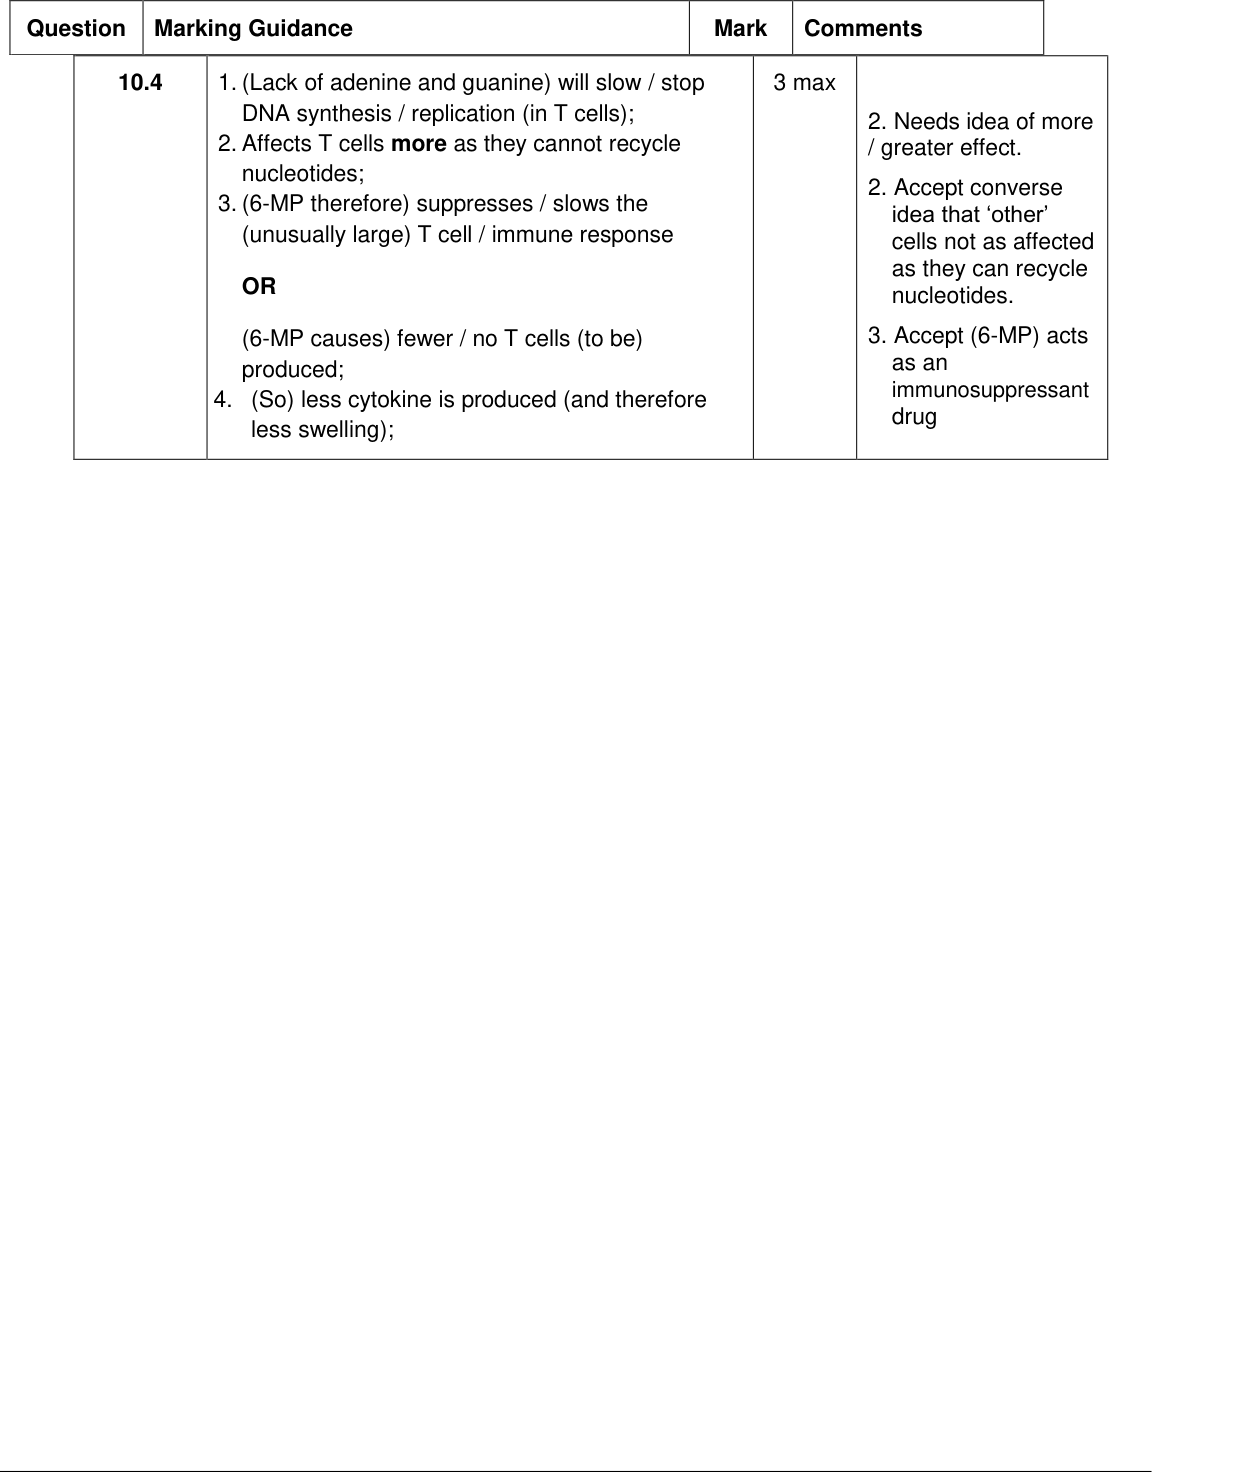 Question Marking Guidance Mark Comments
10.4
1. (Lack of adenine and guanine) will slow / stop
DNA synthesis / replication (in T cells);
2. Affects T cells more as they cannot recycle
nucleotides;
3. (6-MP therefore) suppresses / slows the
(unusually large) T cell / immune response
OR
(6-MP causes) fewer / no T cells (to be)
produced;
4. (So) less cytokine is produced (and therefore
less swelling);
3 max
2. Needs idea of more
/ greater effect.
2. Accept converse
idea that ‘other’
cells not as affected
as they can recycle
nucleotides.
3. Accept (6-MP) acts
as an
immunosuppressant
drug